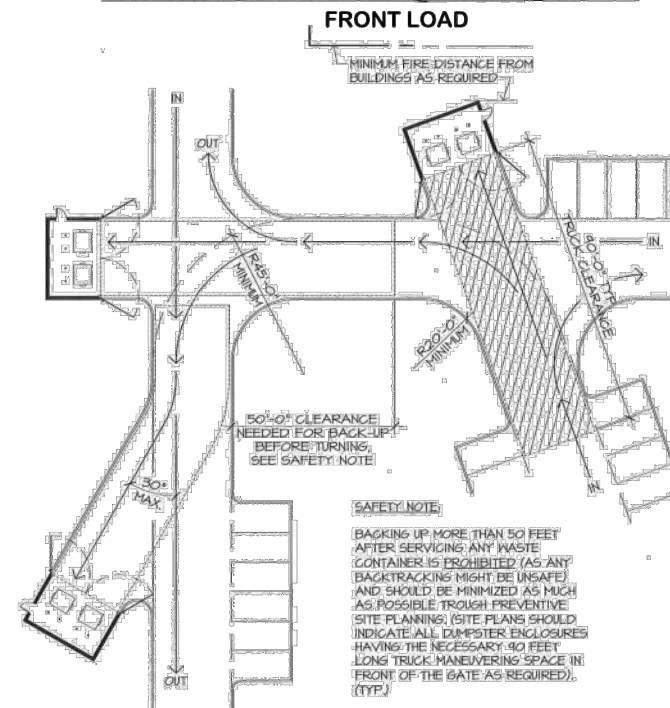 FRONT LOAD
MINIMUM FIRE DISTANCE FROM
BUILDINGS AS REQUIRED
IN
OUT
IN
R45'-0"
MINIMUM
90'-0" TYP.
TRUCK CLEARANCE
R20'-0"
MINIMUM
50'-0" CLEARANCE
NEEDED FOR BACK-UP
BEFORE TURNING,
SEE SAFETY NOTE
30°
MAX.
IN
OUT
SAFETY NOTE:
BACKING UP MORE THAN 50 FEET
AFTER SERVICING ANY WASTE
CONTAINER IS PROHIBITED (AS ANY
BACKTRACKING MIGHT BE UNSAFE)
AND SHOULD BE MINIMIZED AS MUCH
AS POSSIBLE TROUGH PREVENTIVE
SITE PLANNING. (SITE PLANS SHOULD
INDICATE ALL DUMPSTER ENCLOSURES
HAVING THE NECESSARY 90 FEET
LONG TRUCK MANEUVERING SPACE IN
FRONT OF THE GATE AS REQUIRED).
(TYP.)